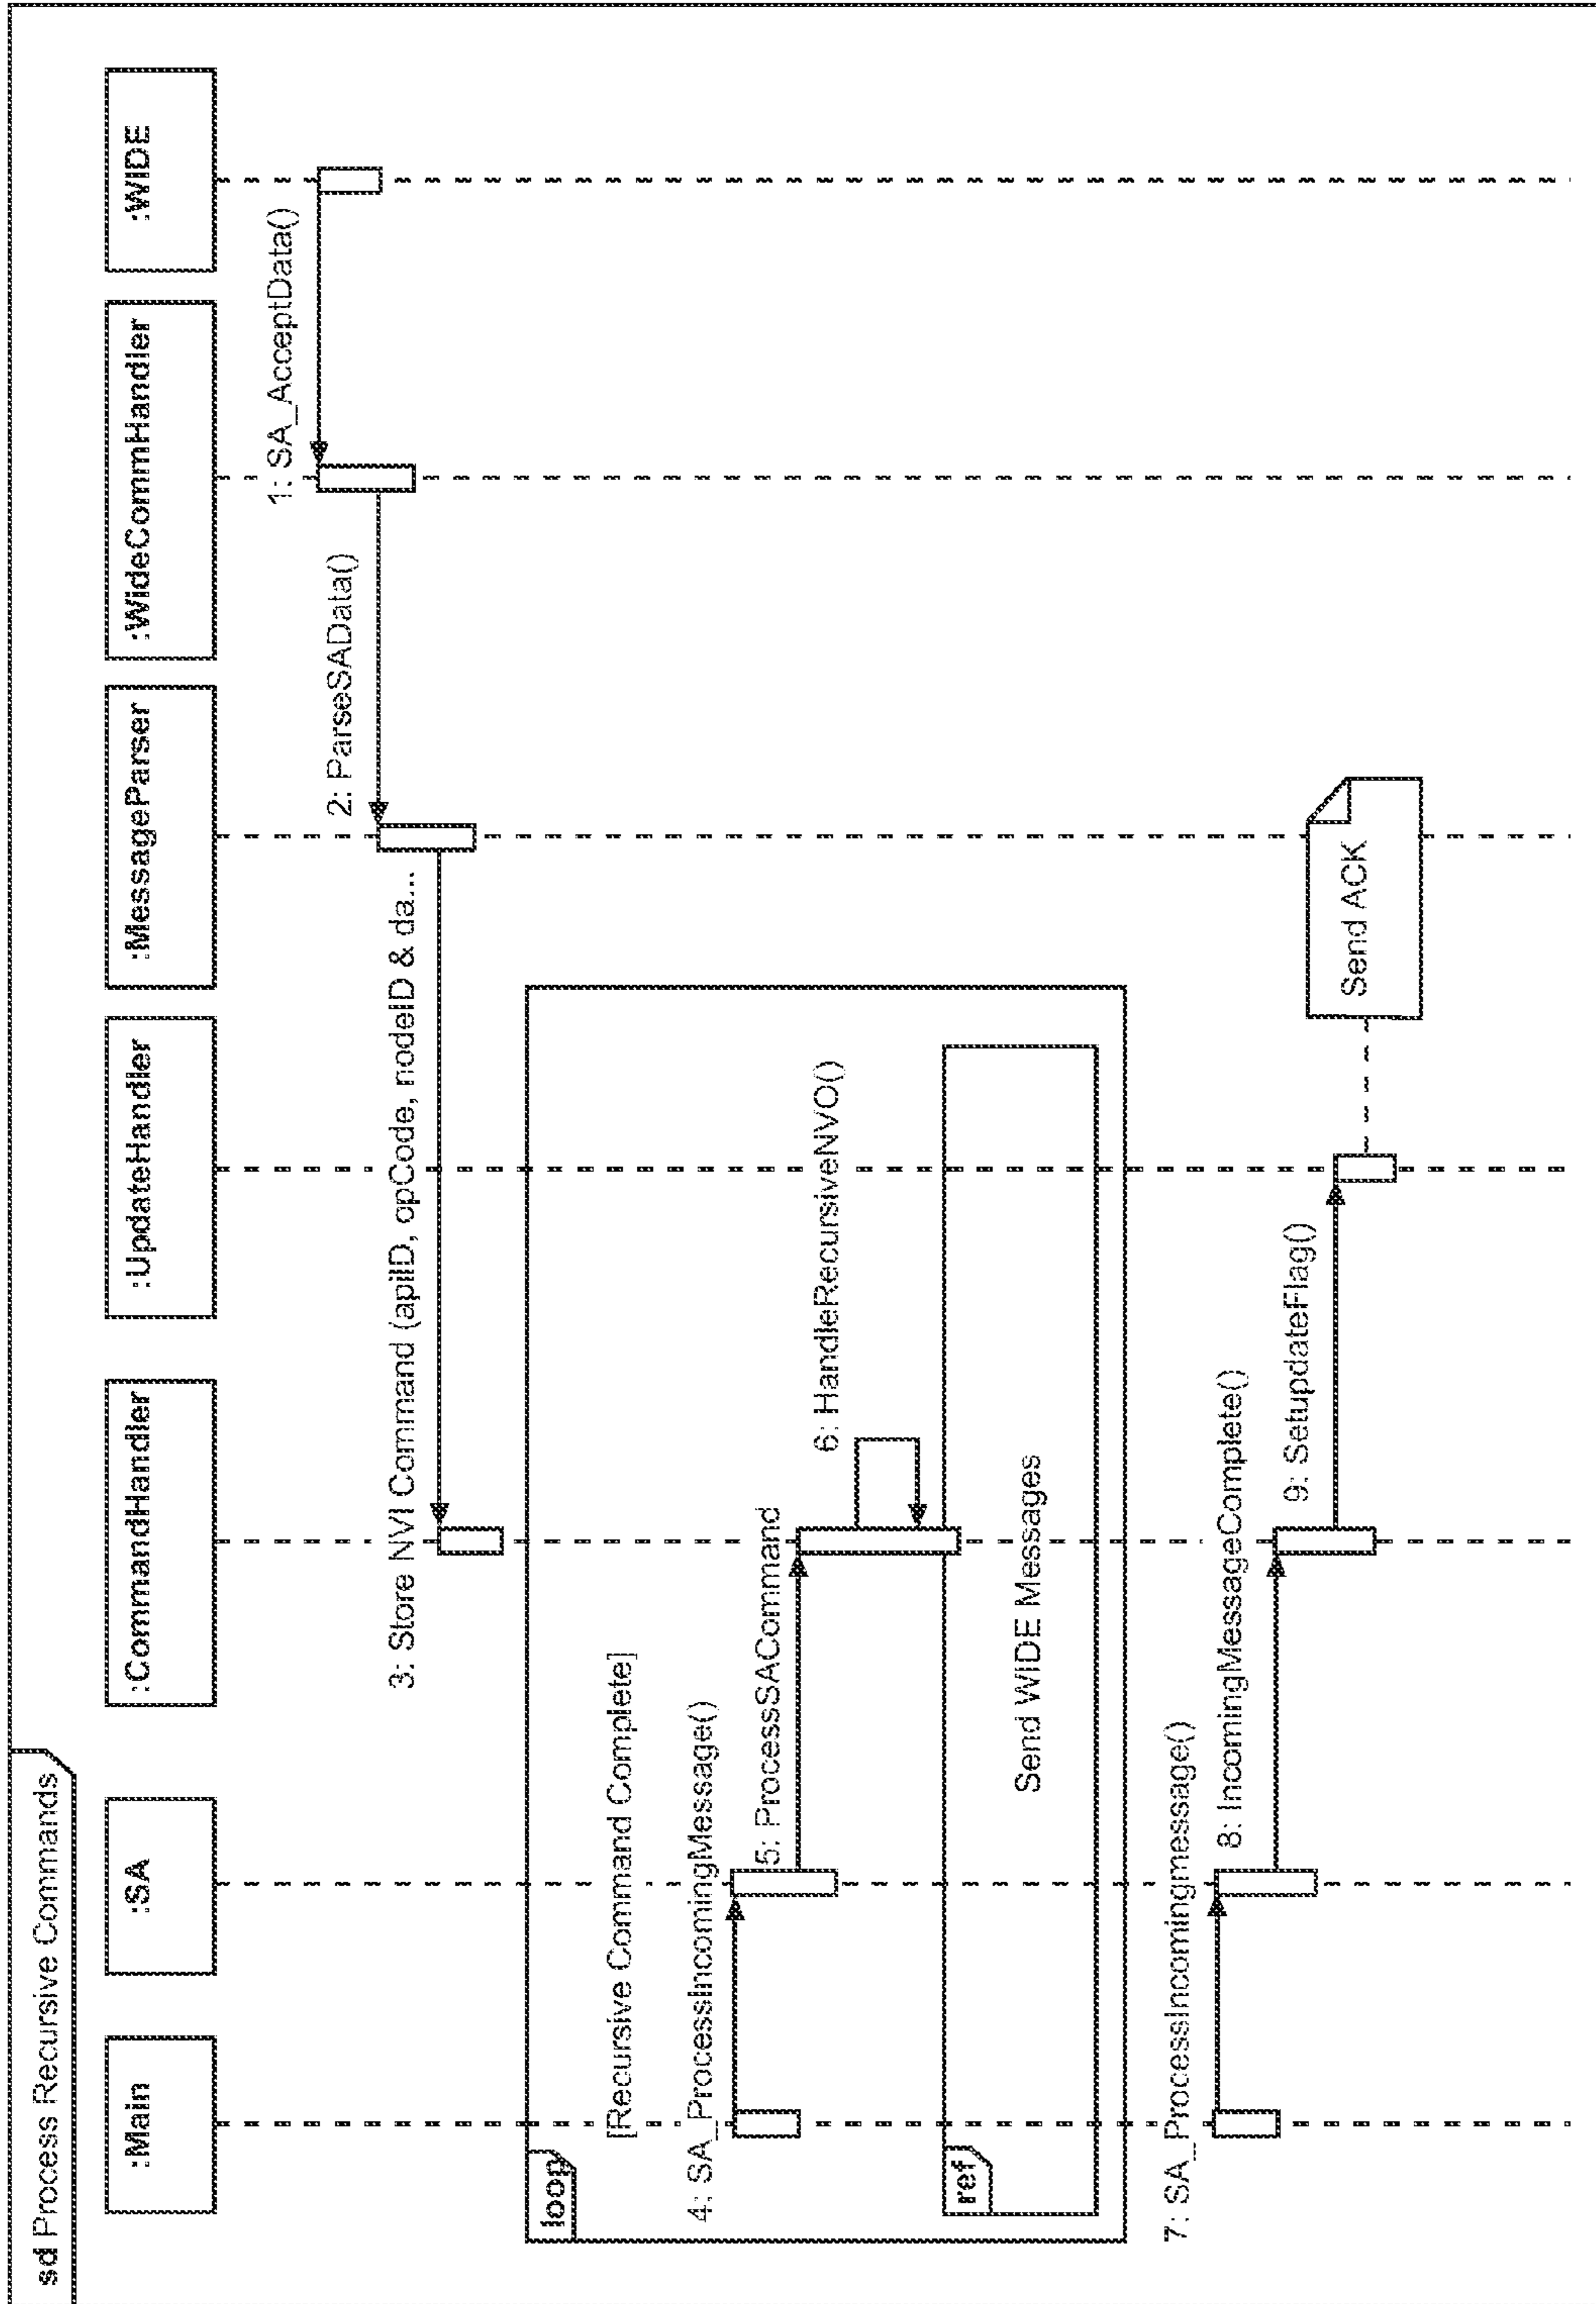 sd Process Recursive Commands
:Main
:SA
:CommandHandler
:UpdateHandler
:MessageParser
:WideCommHandler
:WIDE
1: SA_AcceptData()
2: ParseSAData()
3: Store NVI Command (apiID, opCode, nodeID & da...
loop
[Recursive Command Complete]
4: SA_ProcessIncomingMessage()
5: ProcessSACommand
6: HandleRecursiveNVO()
ref
Send WIDE Messages
7: SA_ProcessIncomingmessage()
8: IncomingMessageComplete()
9: SetupdateFlag()
Send ACK